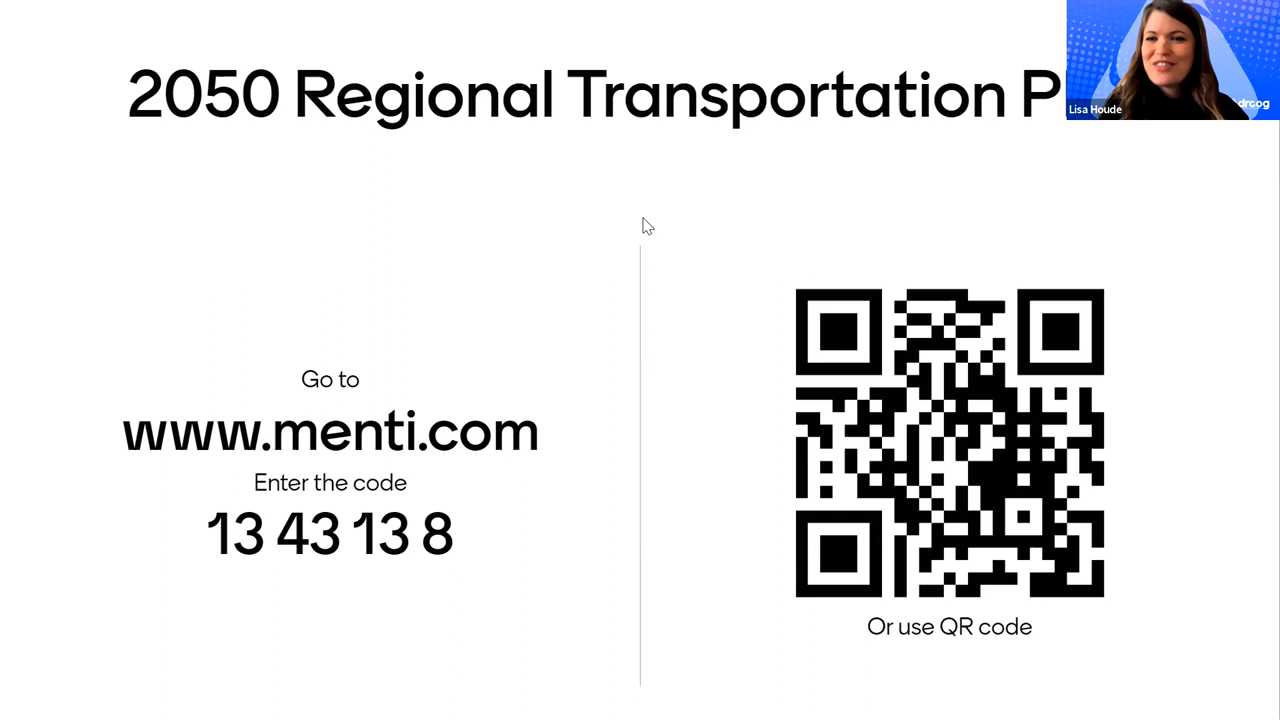 2050 Regional Transportation P
Lisa Houde
drcog
Go to
www.menti.com
Enter the code
13 43 13 8
Or use QR code